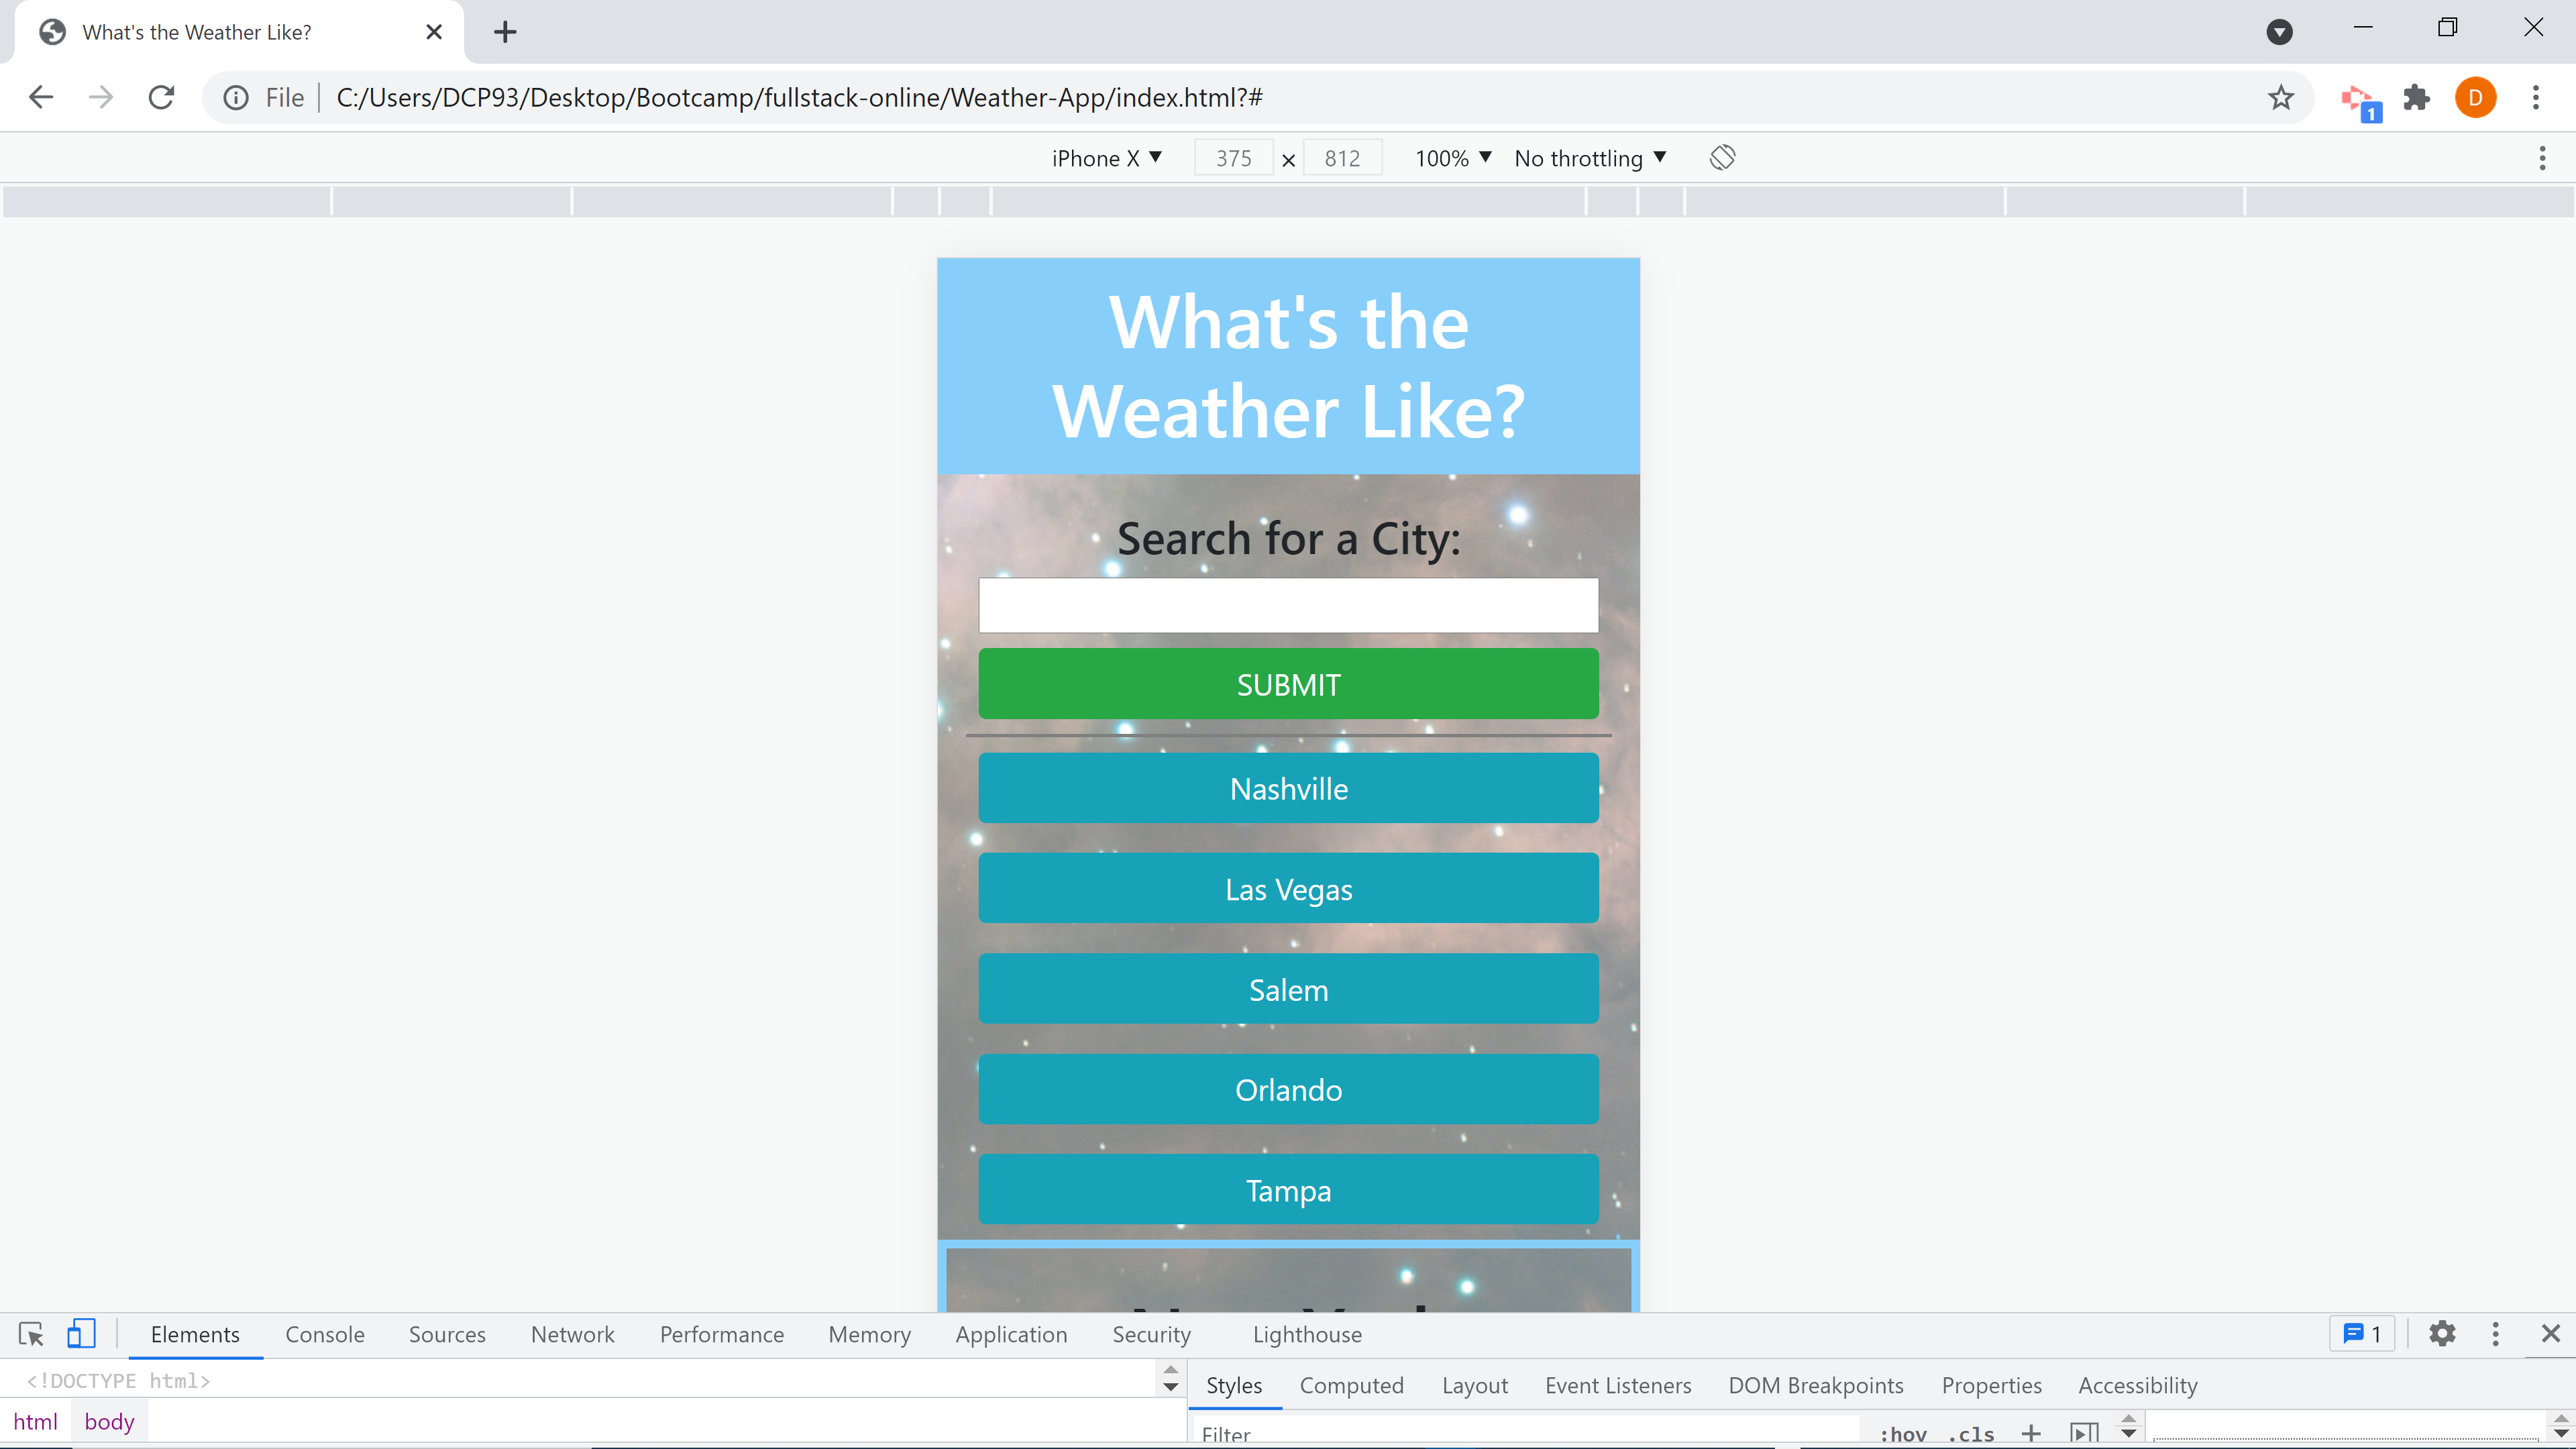 What's the Weather Like?
File
C:/Users/DCP93/Desktop/Bootcamp/fullstack-online/Weather-App/index.html?#
1
D
iPhone X ▼ 375 × 812 100% ▼ No throttling ▼
What's the
Weather Like?
Search for a City:
SUBMIT
Nashville
Las Vegas
Salem
Orlando
Tampa
Elements Console Sources Network Performance Memory Application Security Lighthouse 1
<!DOCTYPE html>
Styles Computed Layout Event Listeners DOM Breakpoints Properties Accessibility
html body
Filter :hov .cls +